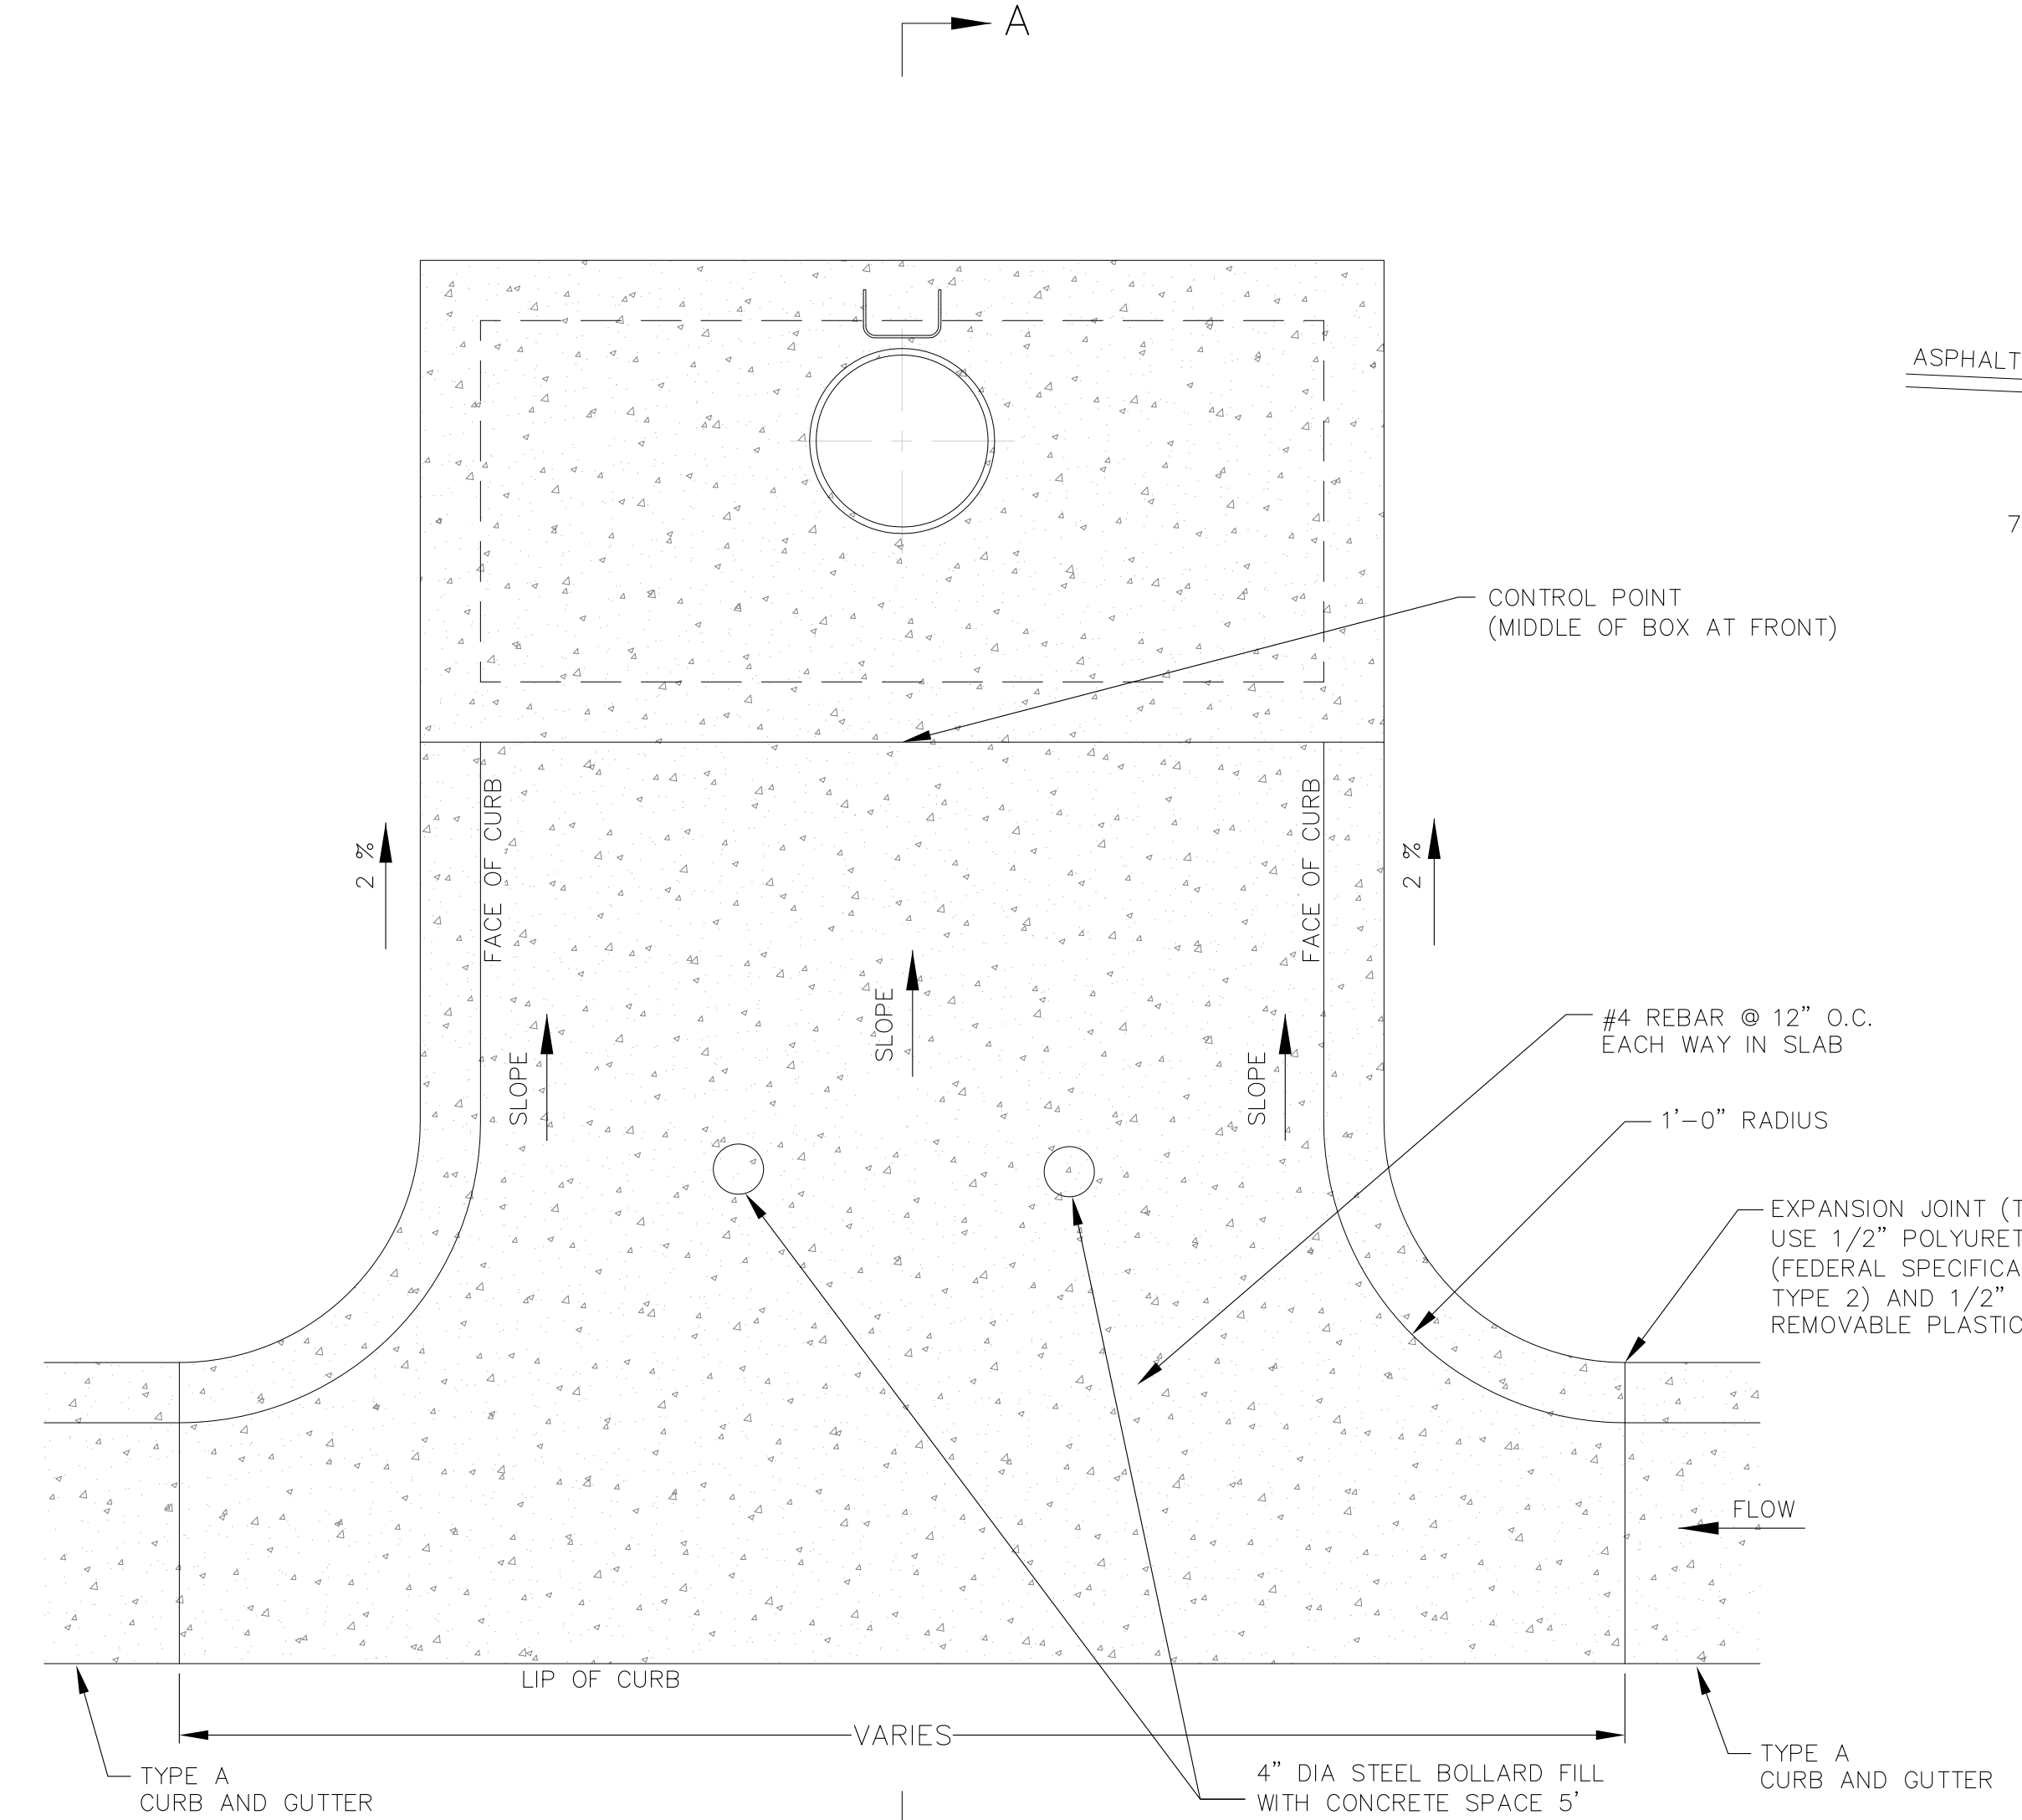 A
ASPHALT
7
CONTROL POINT
(MIDDLE OF BOX AT FRONT)
FACE OF CURB
FACE OF CURB
2 %
2 %
SLOPE
SLOPE
SLOPE
#4 REBAR @ 12" O.C.
EACH WAY IN SLAB
1'-0" RADIUS
EXPANSION JOINT (T
USE 1/2" POLYURET
(FEDERAL SPECIFICA
TYPE 2) AND 1/2"
REMOVABLE PLASTIC
FLOW
LIP OF CURB
VARIES
TYPE A
CURB AND GUTTER
4" DIA STEEL BOLLARD FILL
WITH CONCRETE SPACE 5'
TYPE A
CURB AND GUTTER